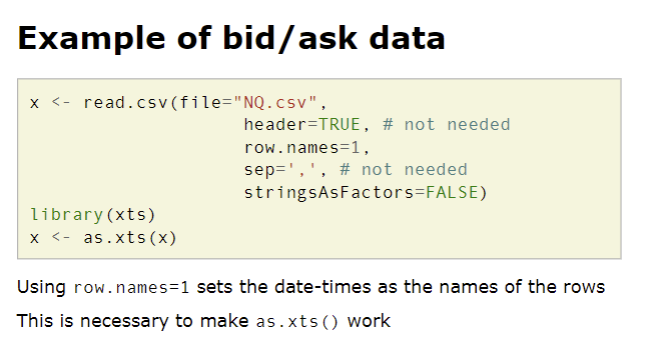 Example of bid/ask data
x <- read.csv(file="NQ.csv",
header=TRUE, # not needed
row.names=1,
sep=',', # not needed
stringsAsFactors=FALSE)
library(xts)
x <- as.xts(x)
Using row.names=1 sets the date-times as the names of the rows
This is necessary to make as.xts() work